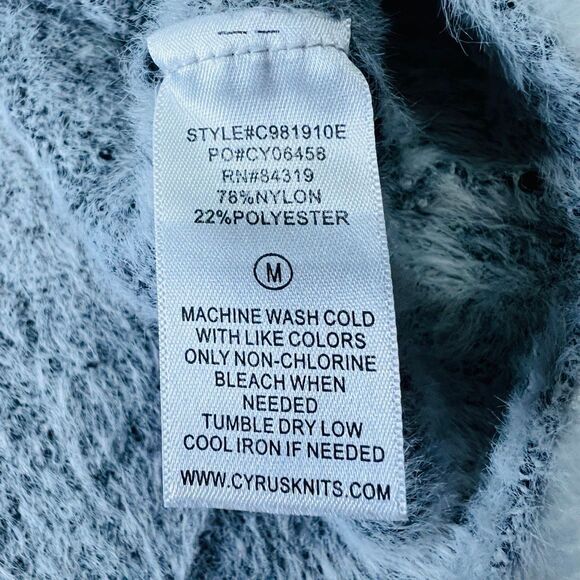 STYLE#C981910E
PO#CY06458
RN#84319
78%NYLON
22%POLYESTER
M
MACHINE WASH COLD
WITH LIKE COLORS
ONLY NON-CHLORINE
BLEACH WHEN
NEEDED
TUMBLE DRY LOW
COOL IRON IF NEEDED
WWW.CYRUSKNITS.COM